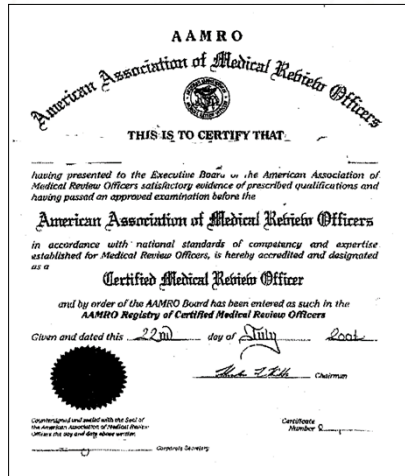 AAMRO
American Association of Medical Review Officers
THIS IS TO CERTIFY THAT
having presented to the Executive Board of the American Association of
Medical Review Officers satisfactory evidence of prescribed qualifications and
having passed an approved examination before the
American Association of Medical Review Officers
in accordance with national standards of competency and expertise
established for Medical Review Officers, is hereby accredited and designated
as a
Certified Medical Review Officer
and by order of the AAMRO Board has been entered as such in the
AAMRO Registry of Certified Medical Review Officers
Given and dated this 22nd day of July
Chairman
Countersigned and sealed with the Seal of
the American Association of Medical Review
Officers the day and date above written.
Certificate
Number
Corporate Secretary